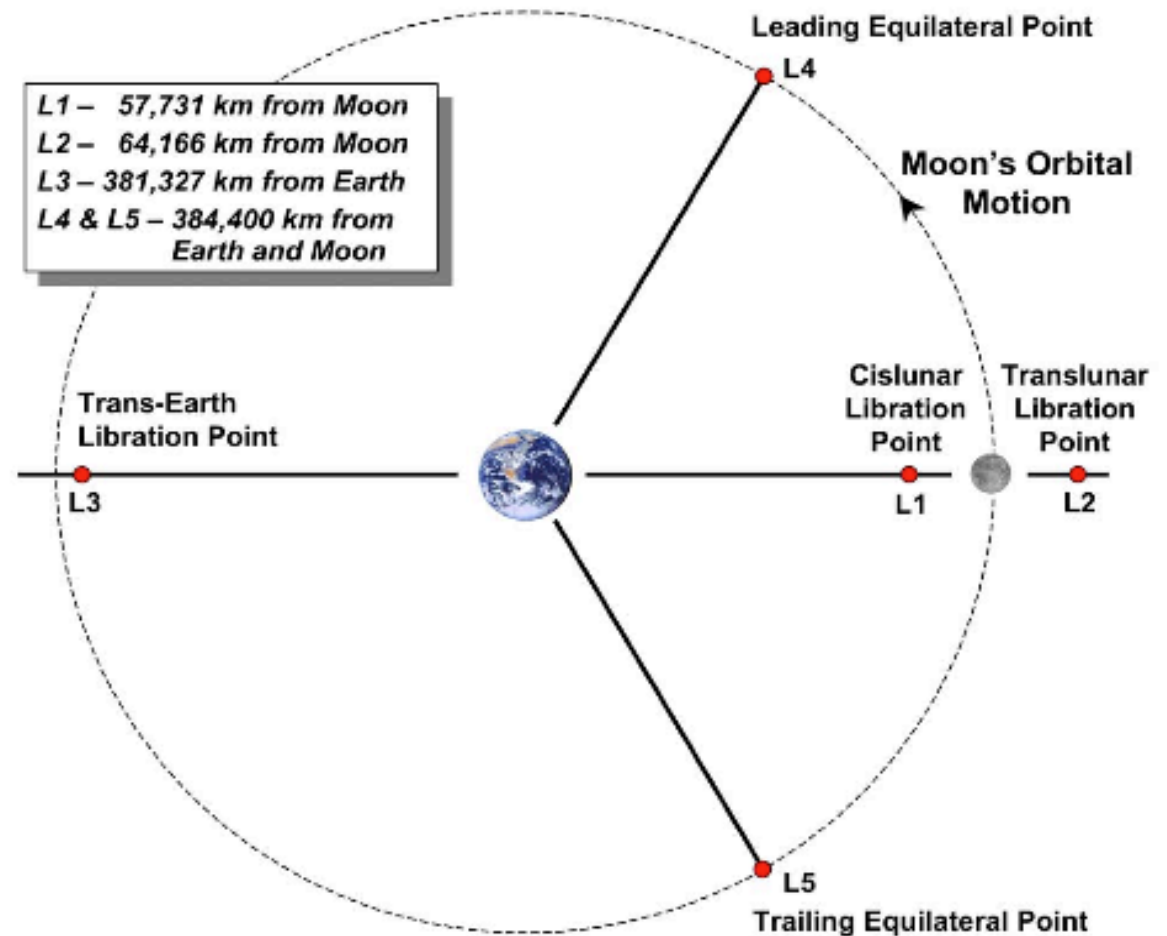 Leading Equilateral Point
L4
L1 – 57,731 km from Moon
L2 – 64,166 km from Moon
L3 – 381,327 km from Earth
L4 & L5 – 384,400 km from
Earth and Moon
Moon's Orbital
Motion
Trans-Earth
Libration Point
L3
Cislunar
Libration
Point
L1
Translunar
Libration
Point
L2
L5
Trailing Equilateral Point